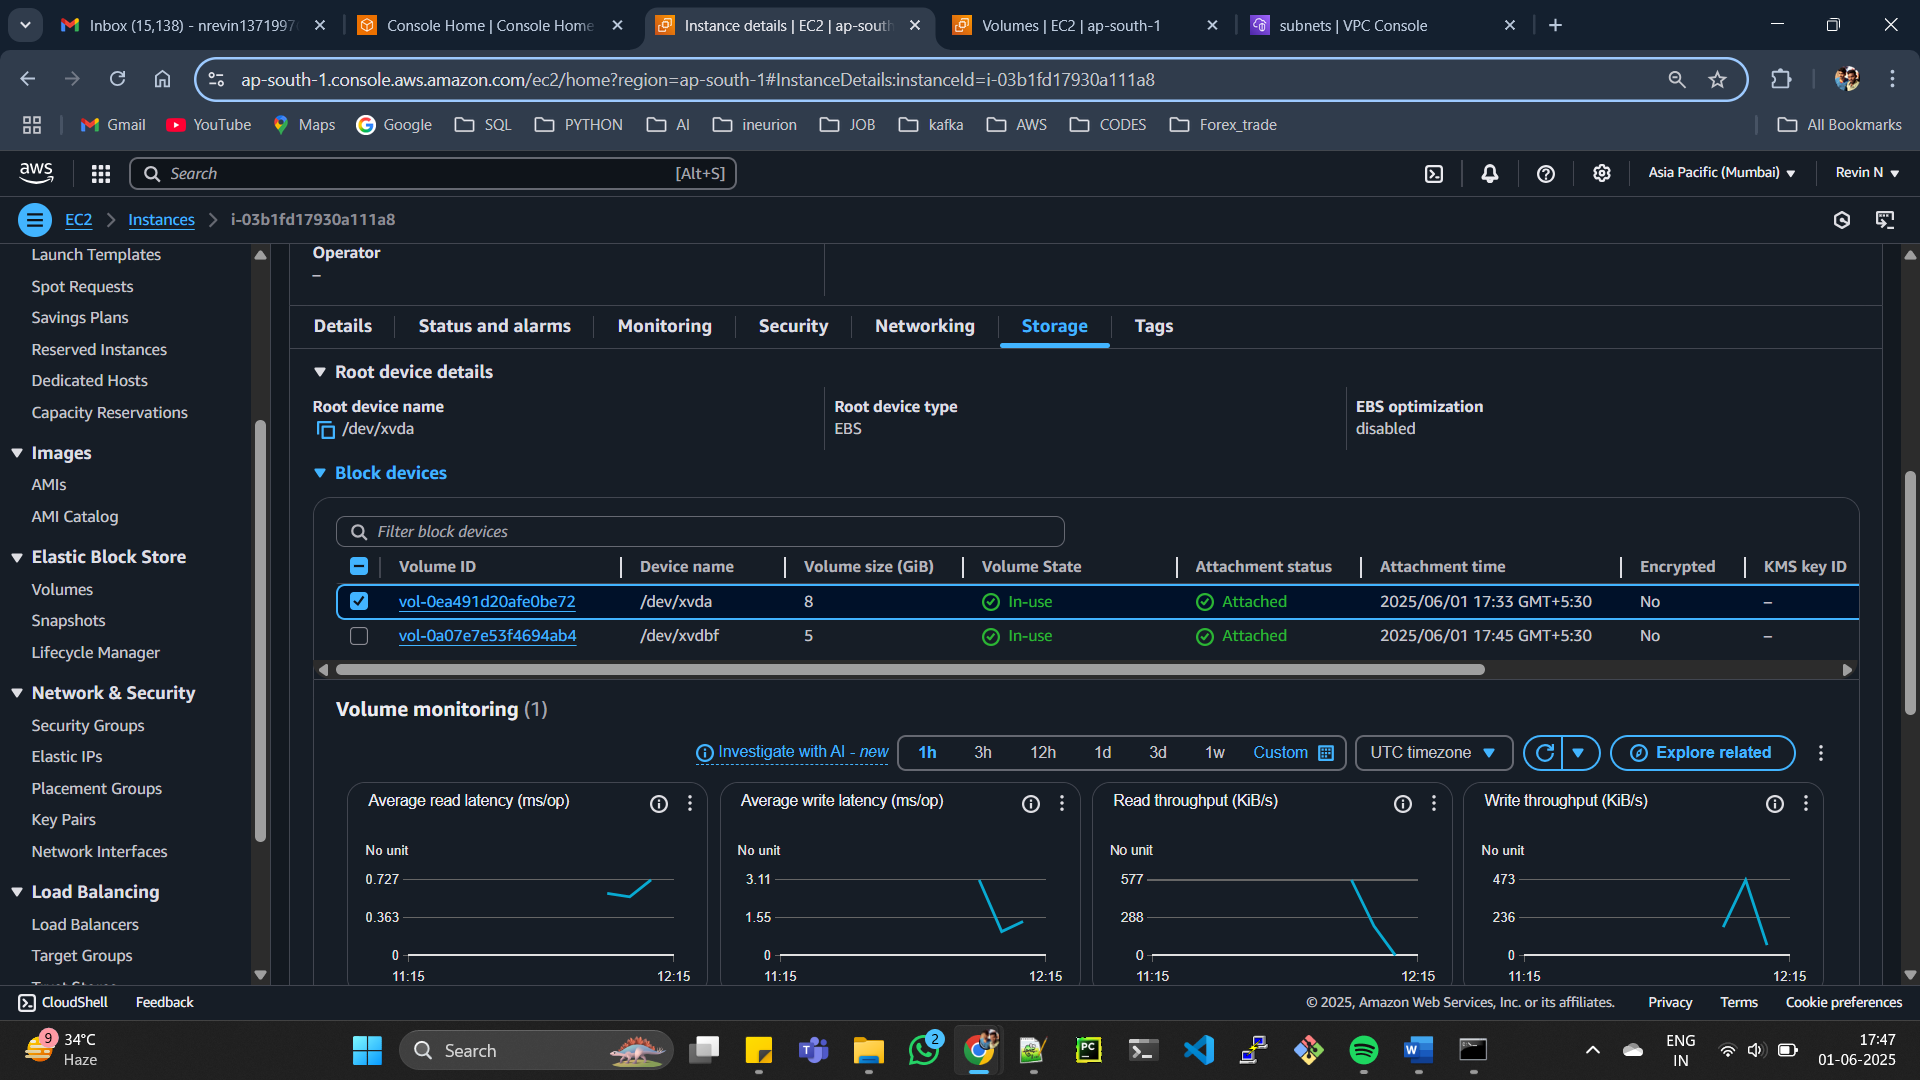 Inbox (15,138) - nrevin1371997
Console Home | Console Home
Instance details | EC2 | ap-south
Volumes | EC2 | ap-south-1
subnets | VPC Console
ap-south-1.console.aws.amazon.com/ec2/home?region=ap-south-1#InstanceDetails:instanceId=i-03b1fd17930a111a8
Gmail YouTube Maps Google SQL PYTHON AI ineurion JOB kafka AWS CODES Forex_trade All Bookmarks
aws Search [Alt+S] Asia Pacific (Mumbai) Revin N
EC2 Instances i-03b1fd17930a111a8
Launch Templates
Spot Requests
Savings Plans
Reserved Instances
Dedicated Hosts
Capacity Reservations
Images
AMIs
AMI Catalog
Elastic Block Store
Volumes
Snapshots
Lifecycle Manager
Network & Security
Security Groups
Elastic IPs
Placement Groups
Key Pairs
Network Interfaces
Load Balancing
Load Balancers
Target Groups
Operator
–
Details Status and alarms Monitoring Security Networking Storage Tags
Root device details
Root device name Root device type EBS optimization
/dev/xvda EBS disabled
Block devices
Filter block devices
Volume ID Device name Volume size (GiB) Volume State Attachment status Attachment time Encrypted KMS key ID
vol-0ea491d20afe0be72 /dev/xvda 8 In-use Attached 2025/06/01 17:33 GMT+5:30 No –
vol-0a07e7e53f4694ab4 /dev/xvdbf 5 In-use Attached 2025/06/01 17:45 GMT+5:30 No –
Volume monitoring (1)
Investigate with AI - new 1h 3h 12h 1d 3d 1w Custom UTC timezone Explore related
Average read latency (ms/op)
No unit
0.727
0.363
0
11:15 12:15
Average write latency (ms/op)
No unit
3.11
1.55
0
11:15 12:15
Read throughput (KiB/s)
No unit
577
288
0
11:15 12:15
Write throughput (KiB/s)
No unit
473
236
0
11:15 12:15
CloudShell Feedback © 2025, Amazon Web Services, Inc. or its affiliates. Privacy Terms Cookie preferences
9 34°C
Haze
Search
2
ENG
IN
17:47
01-06-2025